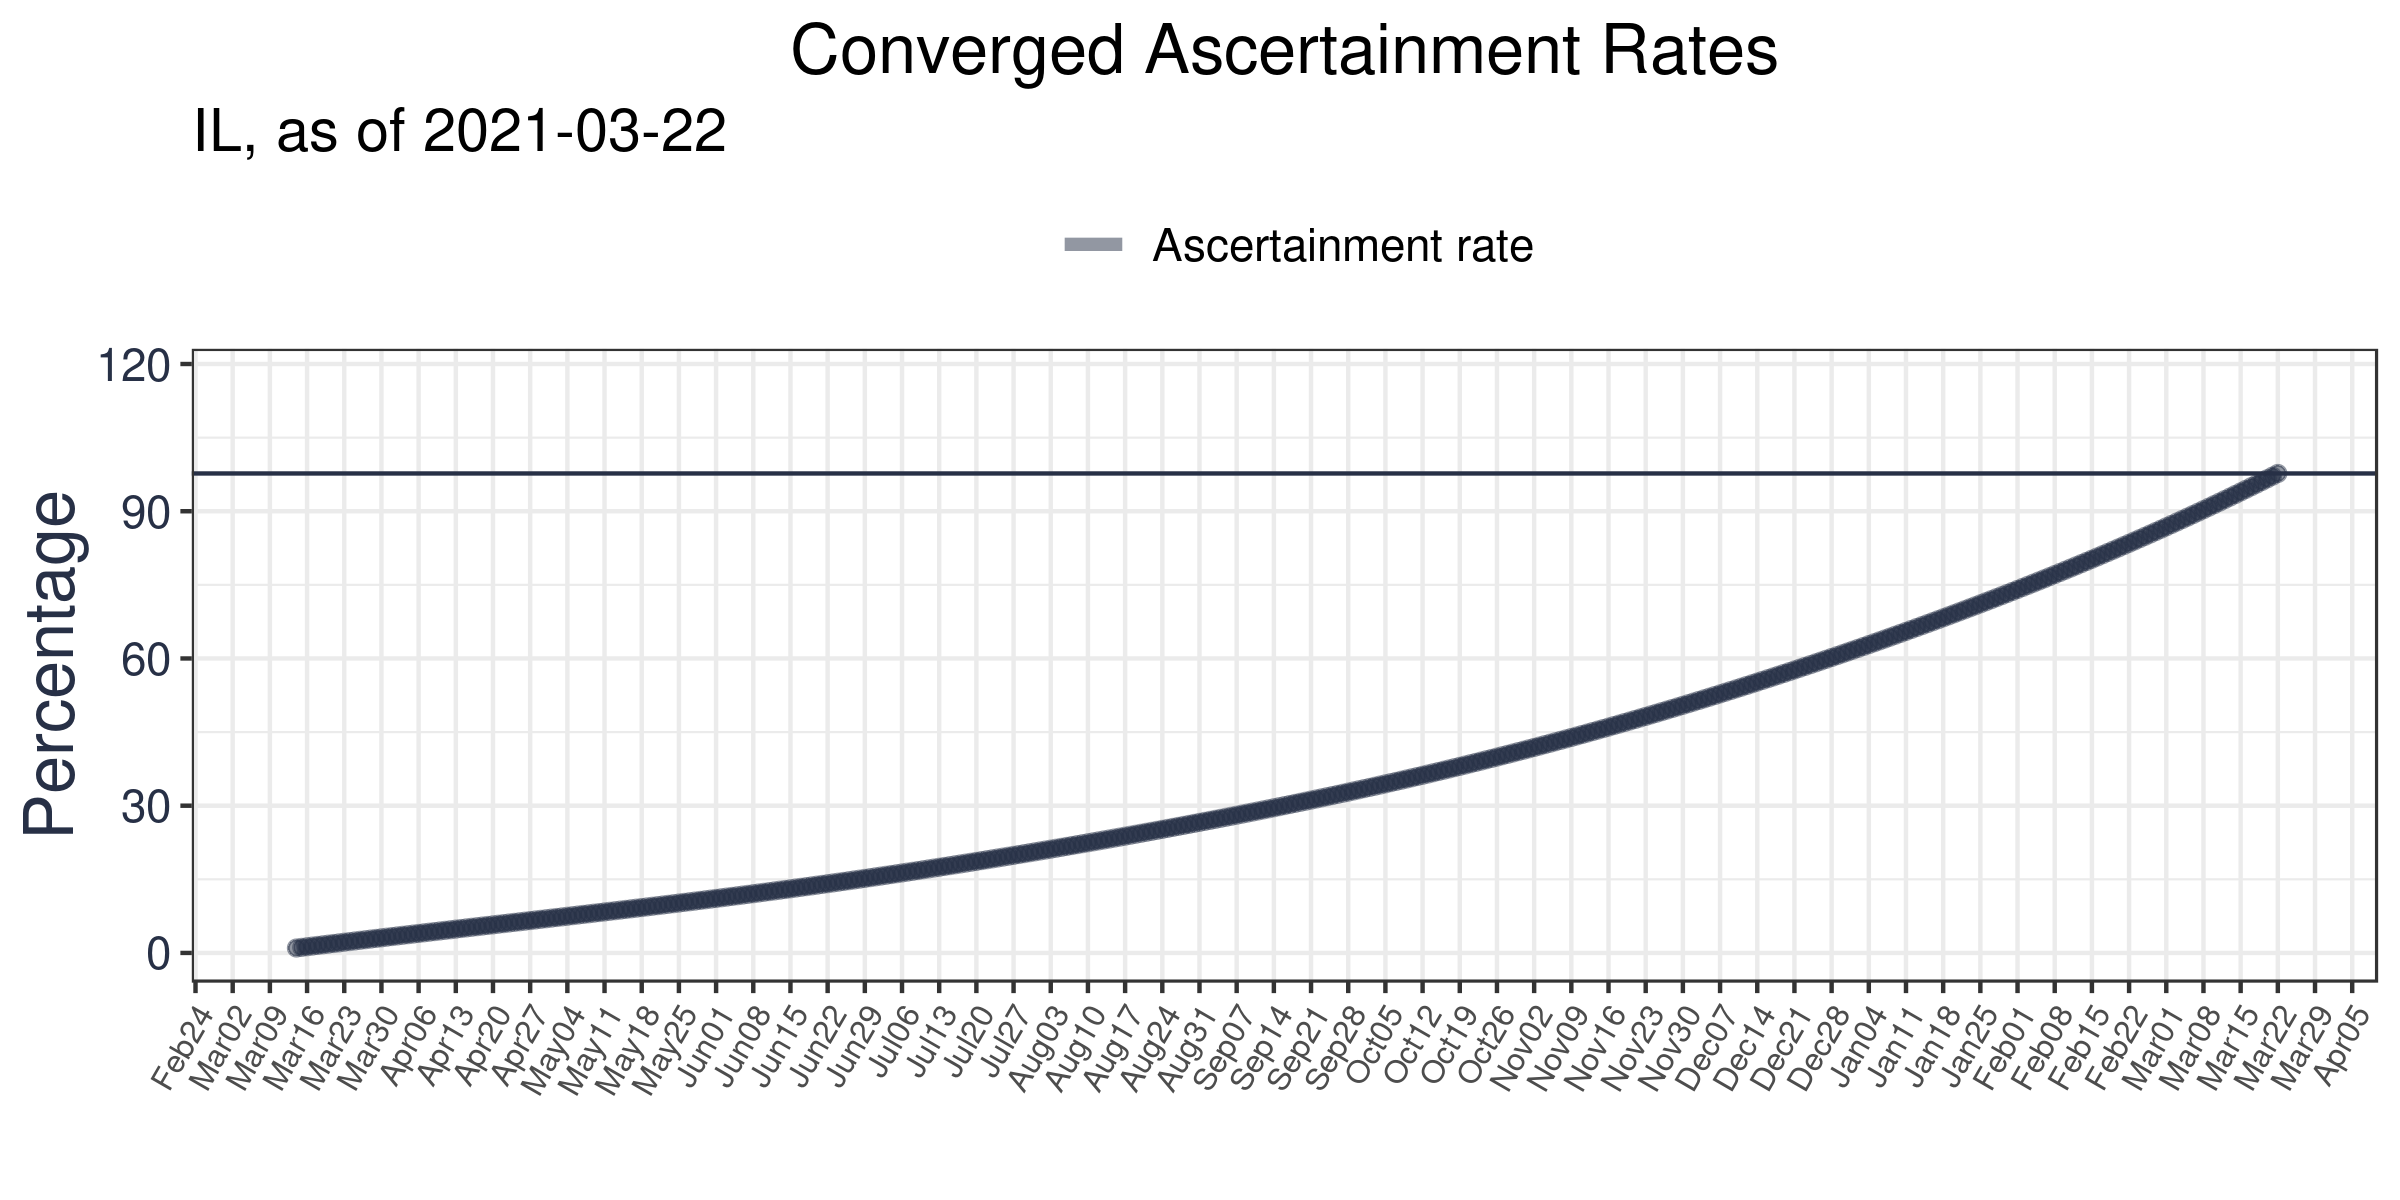 Converged Ascertainment Rates
IL, as of 2021-03-22
Ascertainment rate
Percentage
120
90
60
30
0
Feb24 Mar02 Mar09 Mar16 Mar23 Mar30 Apr06 Apr13 Apr20 Apr27 May04 May11 May18 May25 Jun01 Jun08 Jun15 Jun22 Jun29 Jul06 Jul13 Jul20 Jul27 Aug03 Aug10 Aug17 Aug24 Aug31 Sep07 Sep14 Sep21 Sep28 Oct05 Oct12 Oct19 Oct26 Nov02 Nov09 Nov16 Nov23 Nov30 Dec07 Dec14 Dec21 Dec28 Jan04 Jan11 Jan18 Jan25 Feb01 Feb08 Feb15 Feb22 Mar01 Mar08 Mar15 Mar22 Mar29 Apr05